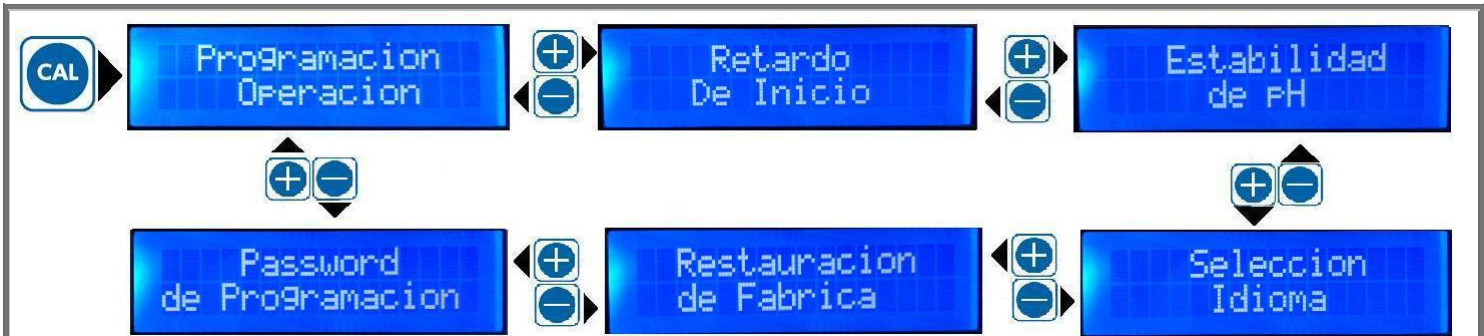 CAL
Programacion
Operacion
Retardo
De Inicio
Estabilidad
de pH
Password
de Programacion
Restauracion
de Fabrica
Seleccion
Idioma